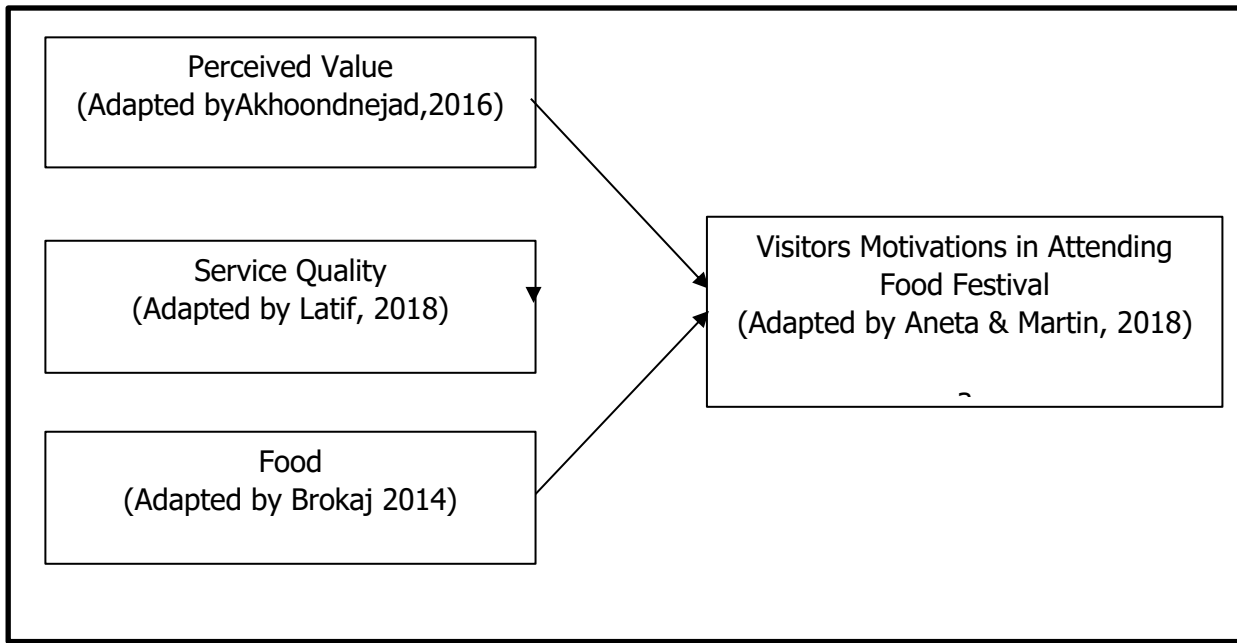 Perceived Value
(Adapted byAkhoondnejad,2016)
Service Quality
(Adapted by Latif, 2018)
Food
(Adapted by Brokaj 2014)
Visitors Motivations in Attending
Food Festival
(Adapted by Aneta & Martin, 2018)